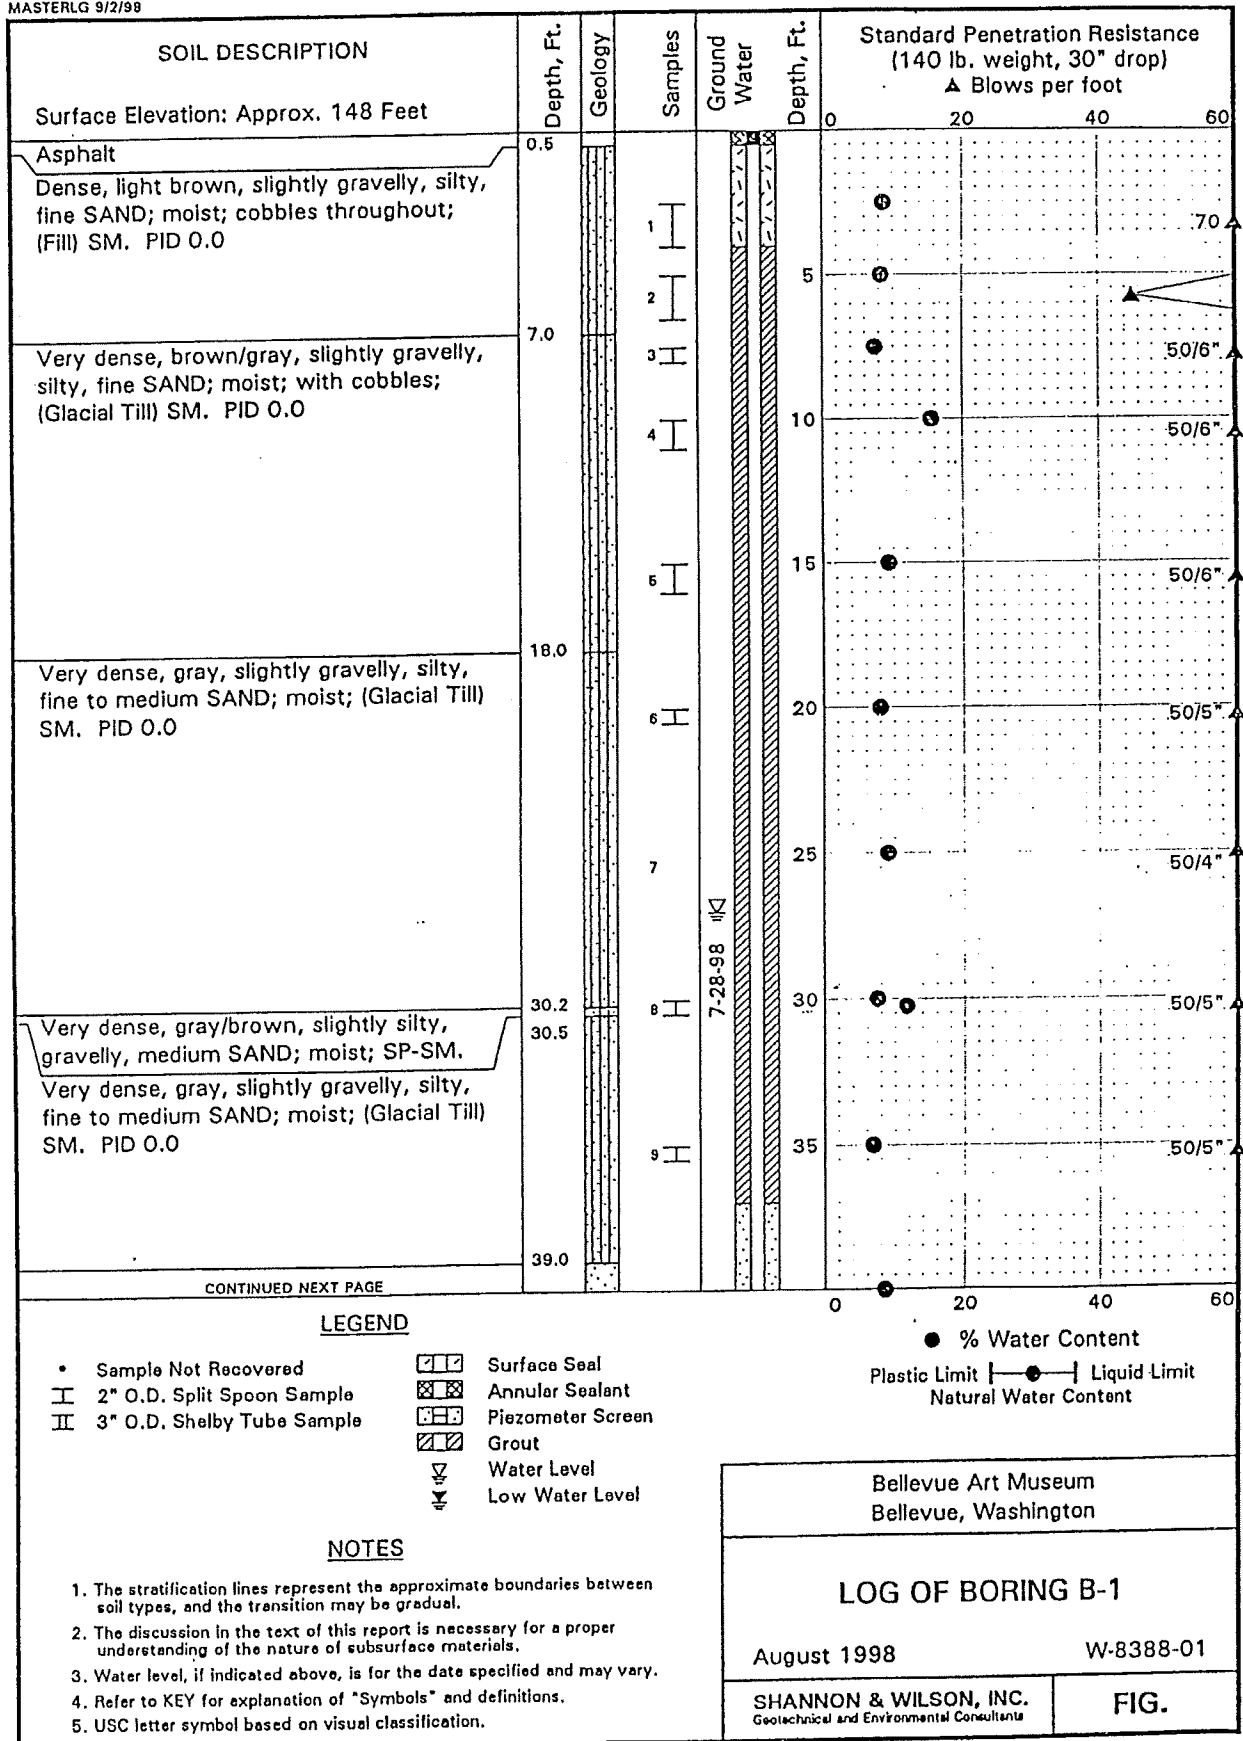 MASTERLG 9/2/98
SOIL DESCRIPTION
Surface Elevation: Approx. 148 Feet
Depth, Ft.
Geology
Samples
Ground Water
Depth, Ft.
Standard Penetration Resistance
(140 lb. weight, 30" drop)
▲ Blows per foot
0 20 40 60
Asphalt
0.5
Dense, light brown, slightly gravelly, silty,
fine SAND; moist; cobbles throughout;
(Fill) SM. PID 0.0
1
70
5
2
7.0
Very dense, brown/gray, slightly gravelly,
silty, fine SAND; moist; with cobbles;
(Glacial Till) SM. PID 0.0
3
50/6"
10
4
50/6"
15
5
50/6"
18.0
Very dense, gray, slightly gravelly, silty,
fine to medium SAND; moist; (Glacial Till)
SM. PID 0.0
20
6
50/5"
25
7
50/4"
7-28-98
30.2
30
8
50/5"
Very dense, gray/brown, slightly silty,
gravelly, medium SAND; moist; SP-SM.
30.5
Very dense, gray, slightly gravelly, silty,
fine to medium SAND; moist; (Glacial Till)
SM. PID 0.0
35
9
50/5"
39.0
CONTINUED NEXT PAGE
0 20 40 60
LEGEND
• Sample Not Recovered
2" O.D. Split Spoon Sample
3" O.D. Shelby Tube Sample
Surface Seal
Annular Sealant
Piezometer Screen
Grout
Water Level
Low Water Level
● % Water Content
Plastic Limit Liquid Limit
Natural Water Content
NOTES
1. The stratification lines represent the approximate boundaries between
soil types, and the transition may be gradual.
2. The discussion in the text of this report is necessary for a proper
understanding of the nature of subsurface materials.
3. Water level, if indicated above, is for the date specified and may vary.
4. Refer to KEY for explanation of "Symbols" and definitions.
5. USC letter symbol based on visual classification.
Bellevue Art Museum
Bellevue, Washington
LOG OF BORING B-1
August 1998 W-8388-01
SHANNON & WILSON, INC.
Geotechnical and Environmental Consultants
FIG.